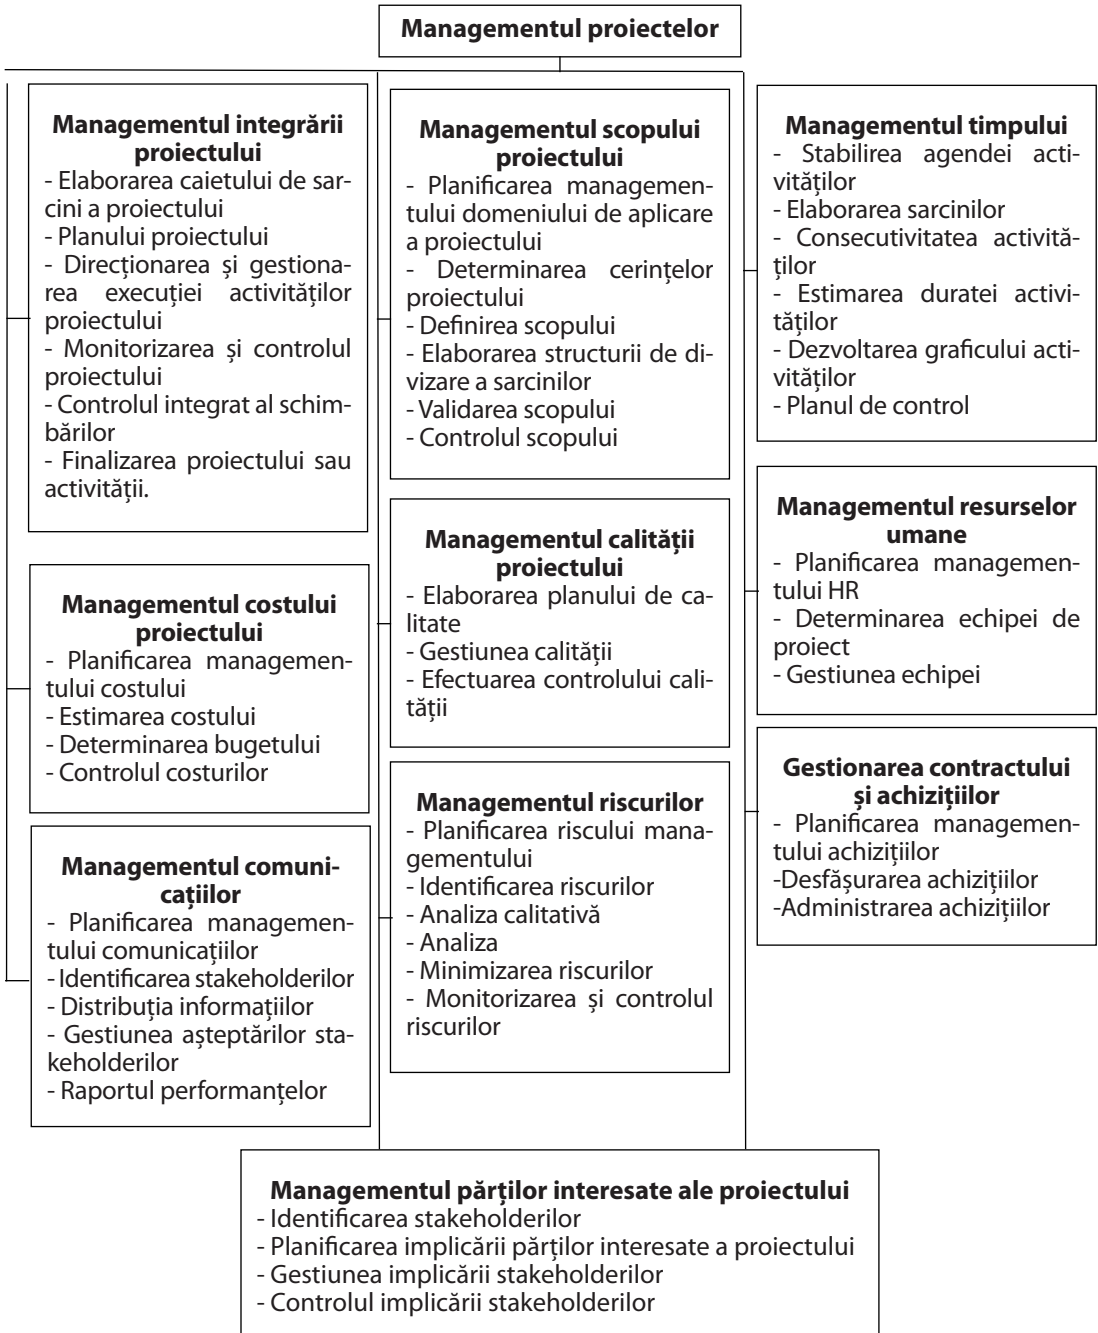 Managementul proiectelor
Managementul integrării
proiectului
- Elaborarea caietului de sar-
cini a proiectului
- Planului proiectului
- Direcționarea și gestiona-
rea execuției activităților
proiectului
- Monitorizarea și controlul
proiectului
- Controlul integrat al schim-
bărilor
- Finalizarea proiectului sau
activității.
Managementul scopului
proiectului
- Planificarea managemen-
tului domeniului de aplicare
a proiectului
- Determinarea cerințelor
proiectului
- Definirea scopului
- Elaborarea structurii de di-
vizare a sarcinilor
- Validarea scopului
- Controlul scopului
Managementul timpului
- Stabilirea agendei acti-
vităților
- Elaborarea sarcinilor
- Consecutivitatea activită-
ților
- Estimarea duratei activi-
tăților
- Dezvoltarea graficului acti-
vităților
- Planul de control
Managementul costului
proiectului
- Planificarea managemen-
tului costului
- Estimarea costului
- Determinarea bugetului
- Controlul costurilor
Managementul calității
proiectului
- Elaborarea planului de ca-
litate
- Gestiunea calității
- Efectuarea controlului cali-
tății
Managementul resurselor
umane
- Planificarea managemen-
tului HR
- Determinarea echipei de
proiect
- Gestiunea echipei
Managementul comuni-
cațiilor
- Planificarea managemen-
tului comunicațiilor
- Identificarea stakeholderilor
- Distribuția informațiilor
- Gestiunea așteptărilor sta-
keholderilor
- Raportul performanțelor
Managementul riscurilor
- Planificarea riscului mana-
gementului
- Identificarea riscurilor
- Analiza calitativă
- Analiza
- Minimizarea riscurilor
- Monitorizarea și controlul
riscurilor
Gestionarea contractului
și achizițiilor
- Planificarea managemen-
tului achizițiilor
-Desfășurarea achizițiilor
-Administrarea achizițiilor
Managementul părților interesate ale proiectului
- Identificarea stakeholderilor
- Planificarea implicării părților interesate a proiectului
- Gestiunea implicării stakeholderilor
- Controlul implicării stakeholderilor